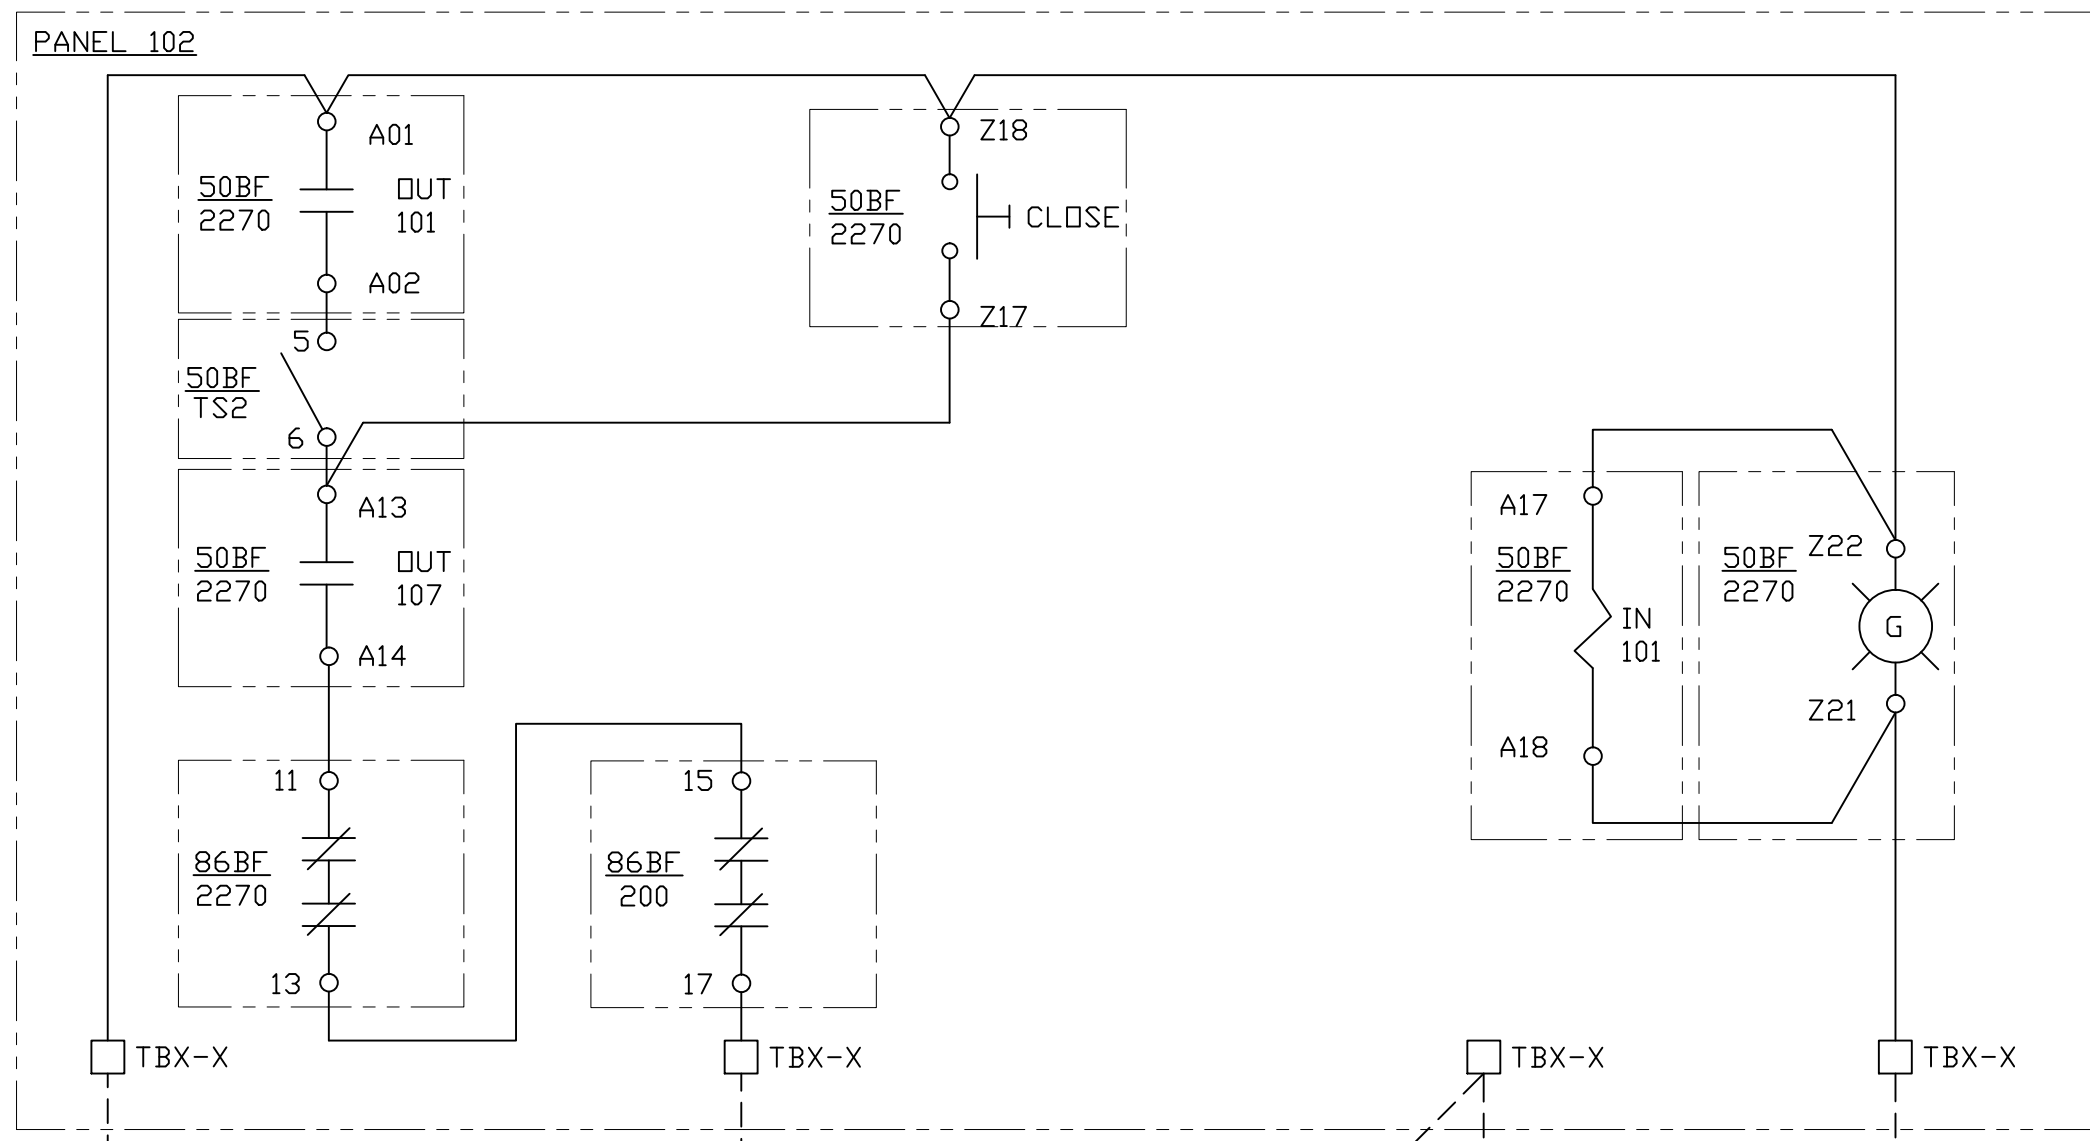 PANEL 102
A01
50BF
2270
OUT
101
A02
Z18
50BF
2270
CLOSE
Z17
5
50BF
TS2
6
A13
50BF
2270
OUT
107
A14
A17
50BF
2270
IN
101
A18
50BF
2270
Z22
G
Z21
11
86BF
2270
13
15
86BF
200
17
TBX-X
TBX-X
TBX-X
TBX-X